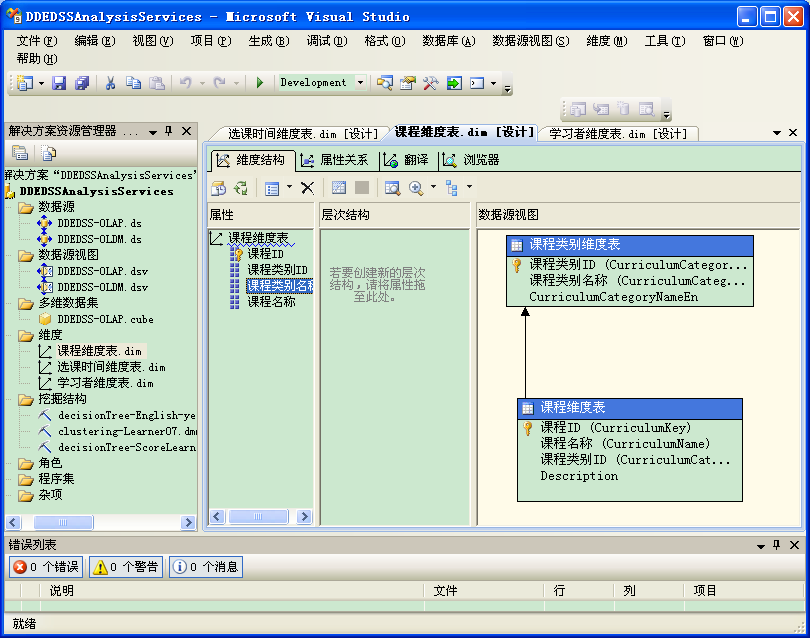 DDEDSSAnalysisServices - Microsoft Visual Studio
文件(F) 编辑(E) 视图(V) 项目(P) 生成(B) 调试(D) 格式(O) 数据库(A) 数据源视图(S) 维度(M) 工具(T) 窗口(W)
帮助(H)
Development
解决方案资源管理器 ...
选课时间维度表.dim [设计] 课程维度表.dim [设计] 学习者维度表.dim [设计]
维度结构 属性关系 翻译 浏览器
解决方案“DDEDSSAnalysisServices”
DDEDSSAnalysisServices
数据源
DDEDSS-OLAP.ds
DDEDSS-OLDM.ds
数据源视图
DDEDSS-OLAP.dsv
DDEDSS-OLDM.dsv
多维数据集
DDEDSS-OLAP.cube
维度
课程维度表.dim
选课时间维度表.dim
学习者维度表.dim
挖掘结构
decisionTree-English-ye
clustering-Learner07.dm
decisionTree-ScoreLearn
角色
程序集
杂项
属性
课程维度表
课程ID
课程类别ID
课程类别名称
课程名称
层次结构
若要创建新的层次
结构,请将属性拖
至此处。
数据源视图
课程类别维度表
课程类别ID (CurriculumCategor...
课程类别名称 (CurriculumCateg...
CurriculumCategoryNameEn
课程维度表
课程ID (CurriculumKey)
课程名称 (CurriculumName)
课程类别ID (CurriculumCat...
Description
错误列表
0 个错误 0 个警告 0 个消息
说明 文件 行 列 项目
就绪